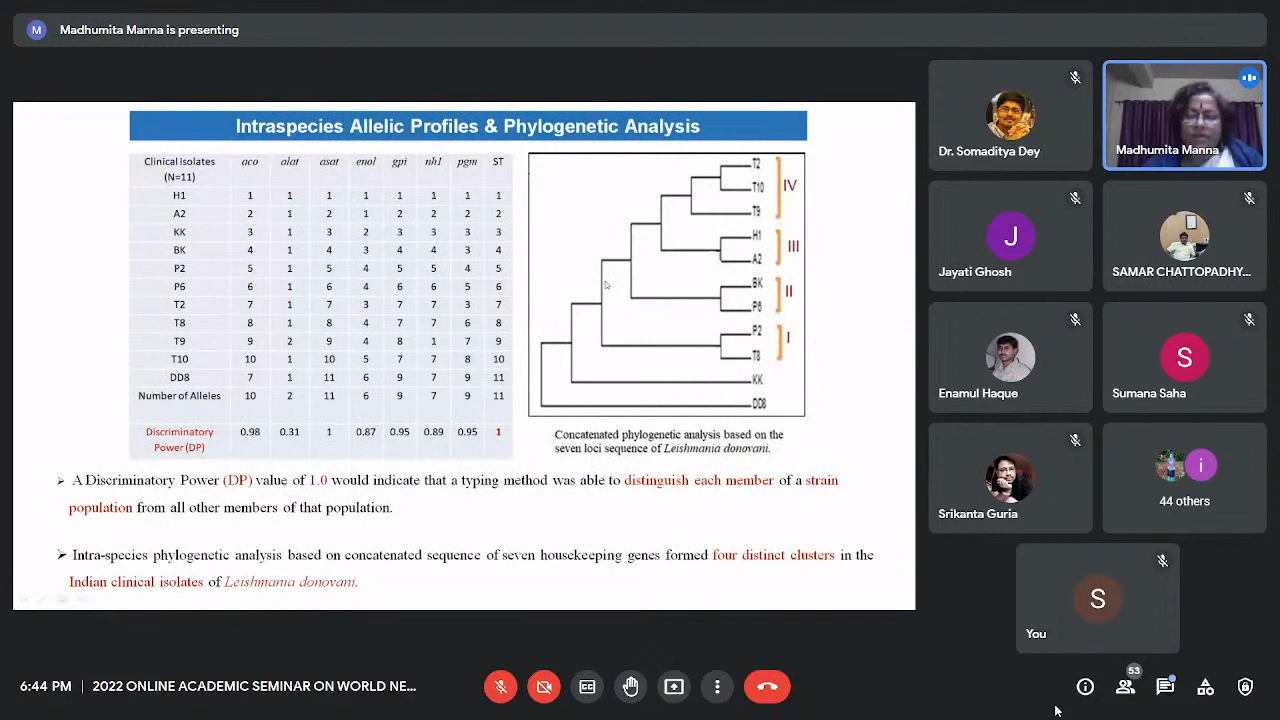 M Madhumita Manna is presenting
Intraspecies Allelic Profiles & Phylogenetic Analysis
Clinical Isolates (N=11) aco alat asat enol gpi nh1 pgm ST
H1 1 1 1 1 1 1 1 1
A2 2 1 2 1 2 2 2 2
KK 3 1 3 2 3 3 3 3
BK 4 1 4 3 4 4 3 4
P2 5 1 5 4 5 5 4 5
P6 6 1 6 4 6 6 5 6
T2 7 1 7 3 7 7 3 7
T8 8 1 8 4 7 7 6 8
T9 9 2 9 4 8 1 7 9
T10 10 1 10 5 7 7 8 10
DD8 7 1 11 6 9 7 9 11
Number of Alleles 10 2 11 6 9 7 9 11
Discriminatory Power (DP) 0.98 0.31 1 0.87 0.95 0.89 0.95 1
T2
T10
T9
IV
H1
A2
III
BK
P6
II
P2
T8
I
KK
DD8
Concatenated phylogenetic analysis based on the
seven loci sequence of Leishmania donovani.
A Discriminatory Power (DP) value of 1.0 would indicate that a typing method was able to distinguish each member of a strain
population from all other members of that population.
Intra-species phylogenetic analysis based on concatenated sequence of seven housekeeping genes formed four distinct clusters in the
Indian clinical isolates of Leishmania donovani.
Dr. Somaditya Dey
Madhumita Manna
J
Jayati Ghosh
SAMAR CHATTOPADHY...
Enamul Haque
S
Sumana Saha
Srikanta Guria
i
44 others
S
You
6:44 PM | 2022 ONLINE ACADEMIC SEMINAR ON WORLD NE...
CC
53